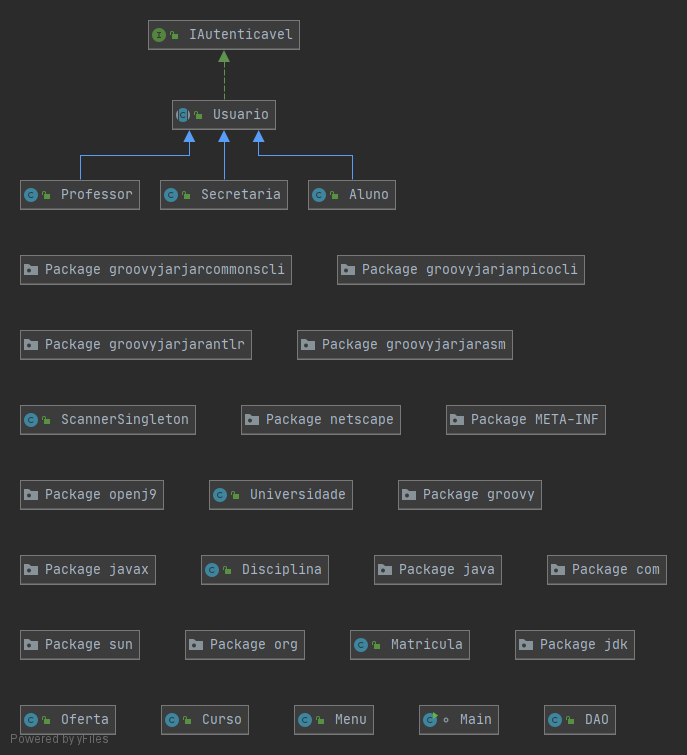 IAutenticavel
Usuario
Professor Secretaria Aluno
Package groovyjarjarcommonscli Package groovyjarjarpicocli
Package groovyjarjarantlr Package groovyjarjarasm
ScannerSingleton Package netscape Package META-INF
Package openj9 Universidade Package groovy
Package javax Disciplina Package java Package com
Package sun Package org Matricula Package jdk
Oferta Curso Menu Main DAO
Powered by yFiles